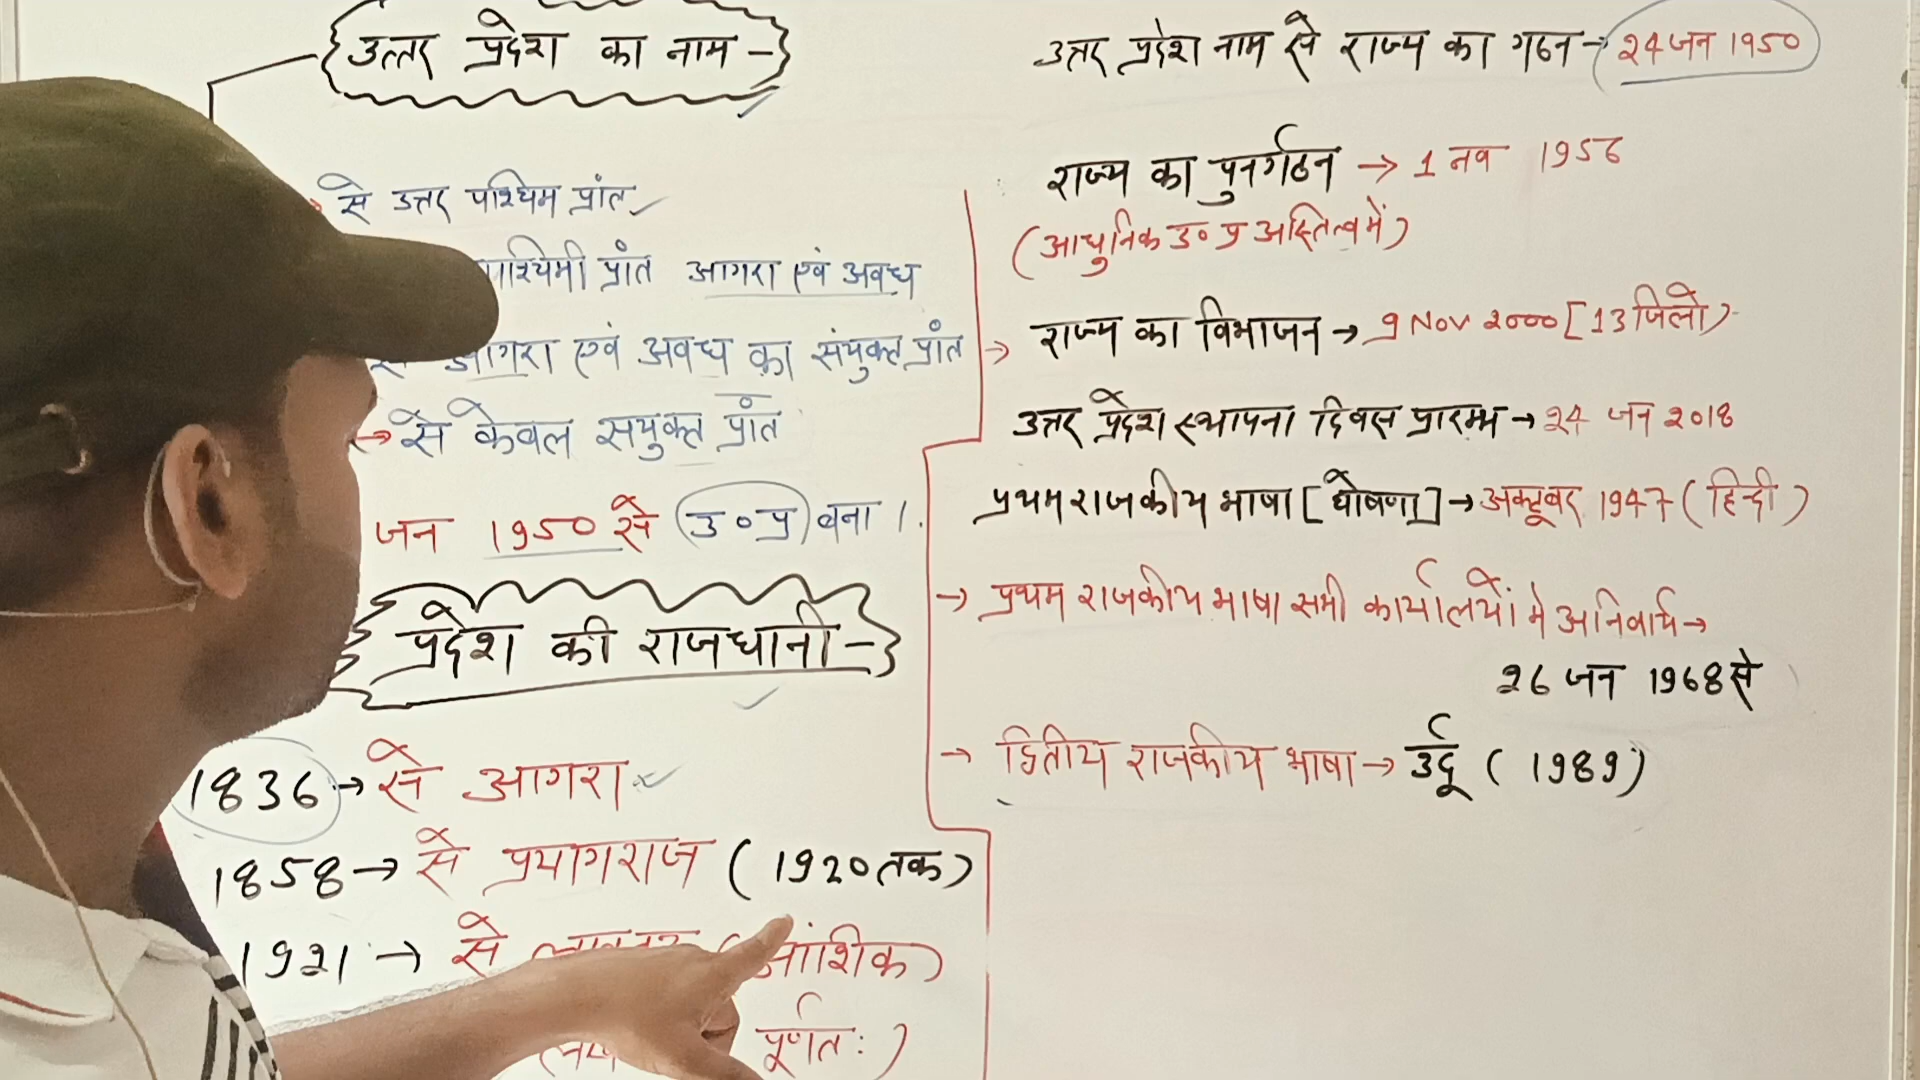 उत्तर प्रदेश का नाम -
से उत्तर पश्चिम प्रांत
पश्चिमी प्रांत आगरा एवं अवध
आगरा एवं अवध का संयुक्त प्रांत
→ से केवल सयुक्त प्रांत
जन 1950 से उ०प्र बना ।
प्रदेश की राजधानी -
1836 → से आगरा
1858 → से प्रयागराज ( 1920 तक )
1921 → से ( आंशिक )
पूर्णत: )
उत्तर प्रदेश नाम से राज्य का गठन → 24 जन 1950
राज्य का पुनर्गठन → 1 नव 1956
( आधुनिक उ० प्र अस्तित्व में )
→ राज्य का विभाजन → 9 Nov 2000 [ 13 जिलो )
उत्तर प्रदेश स्थापना दिवस प्रारम्भ → 24 जन 2018
प्रथम राजकीय भाषा [ घोषणा ] → अक्टूबर 1947 ( हिन्दी )
→ प्रथम राजकीय भाषा सभी कार्यालयों मे अनिवार्य →
26 जन 1968 से
→ द्वितीय राजकीय भाषा → उर्दू ( 1989 )